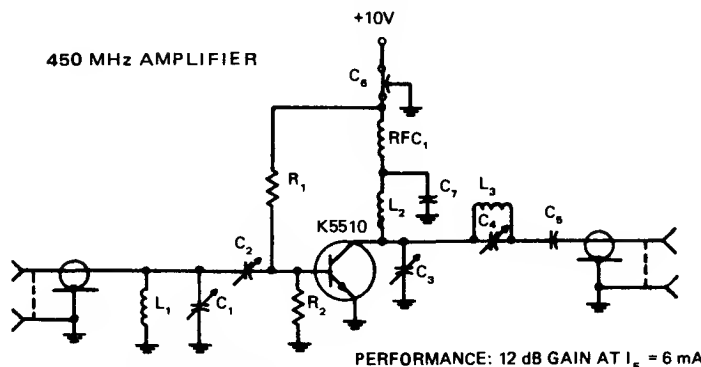 +10V
450 MHz AMPLIFIER
C6
RFC1
R1
C7
L3
L2
C4
C5
K5510
C2
C3
L1
C1
R2
PERFORMANCE: 12 dB GAIN AT IE = 6 mA